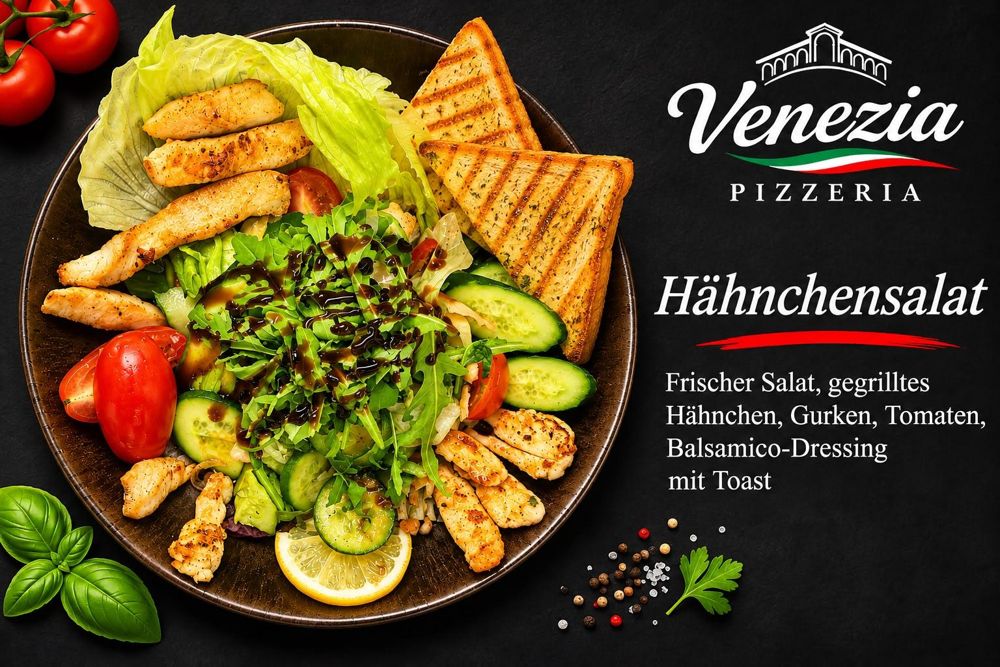 Venezia
PIZZERIA
Hähnchensalat
Frischer Salat, gegrilltes
Hähnchen, Gurken, Tomaten,
Balsamico-Dressing
mit Toast